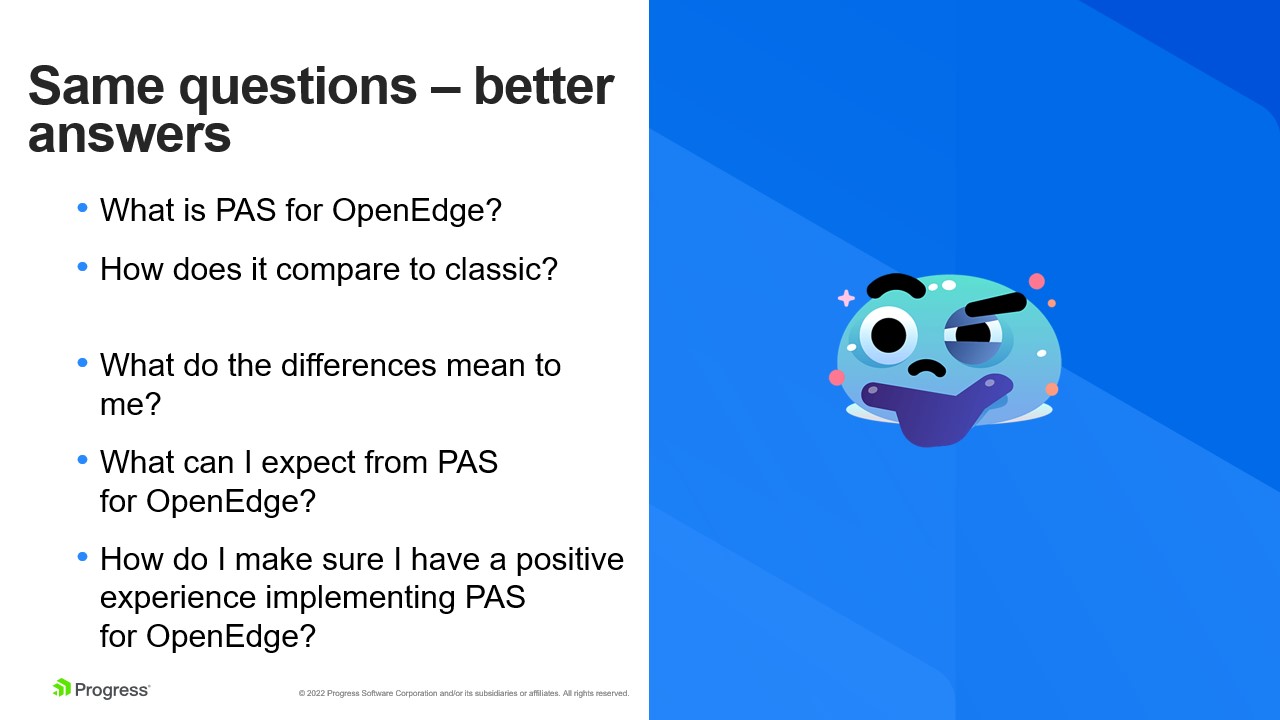 Same questions – better
answers
• What is PAS for OpenEdge?
• How does it compare to classic?
• What do the differences mean to
me?
• What can I expect from PAS
for OpenEdge?
• How do I make sure I have a positive
experience implementing PAS
for OpenEdge?
Progress®
© 2022 Progress Software Corporation and/or its subsidiaries or affiliates. All rights reserved.